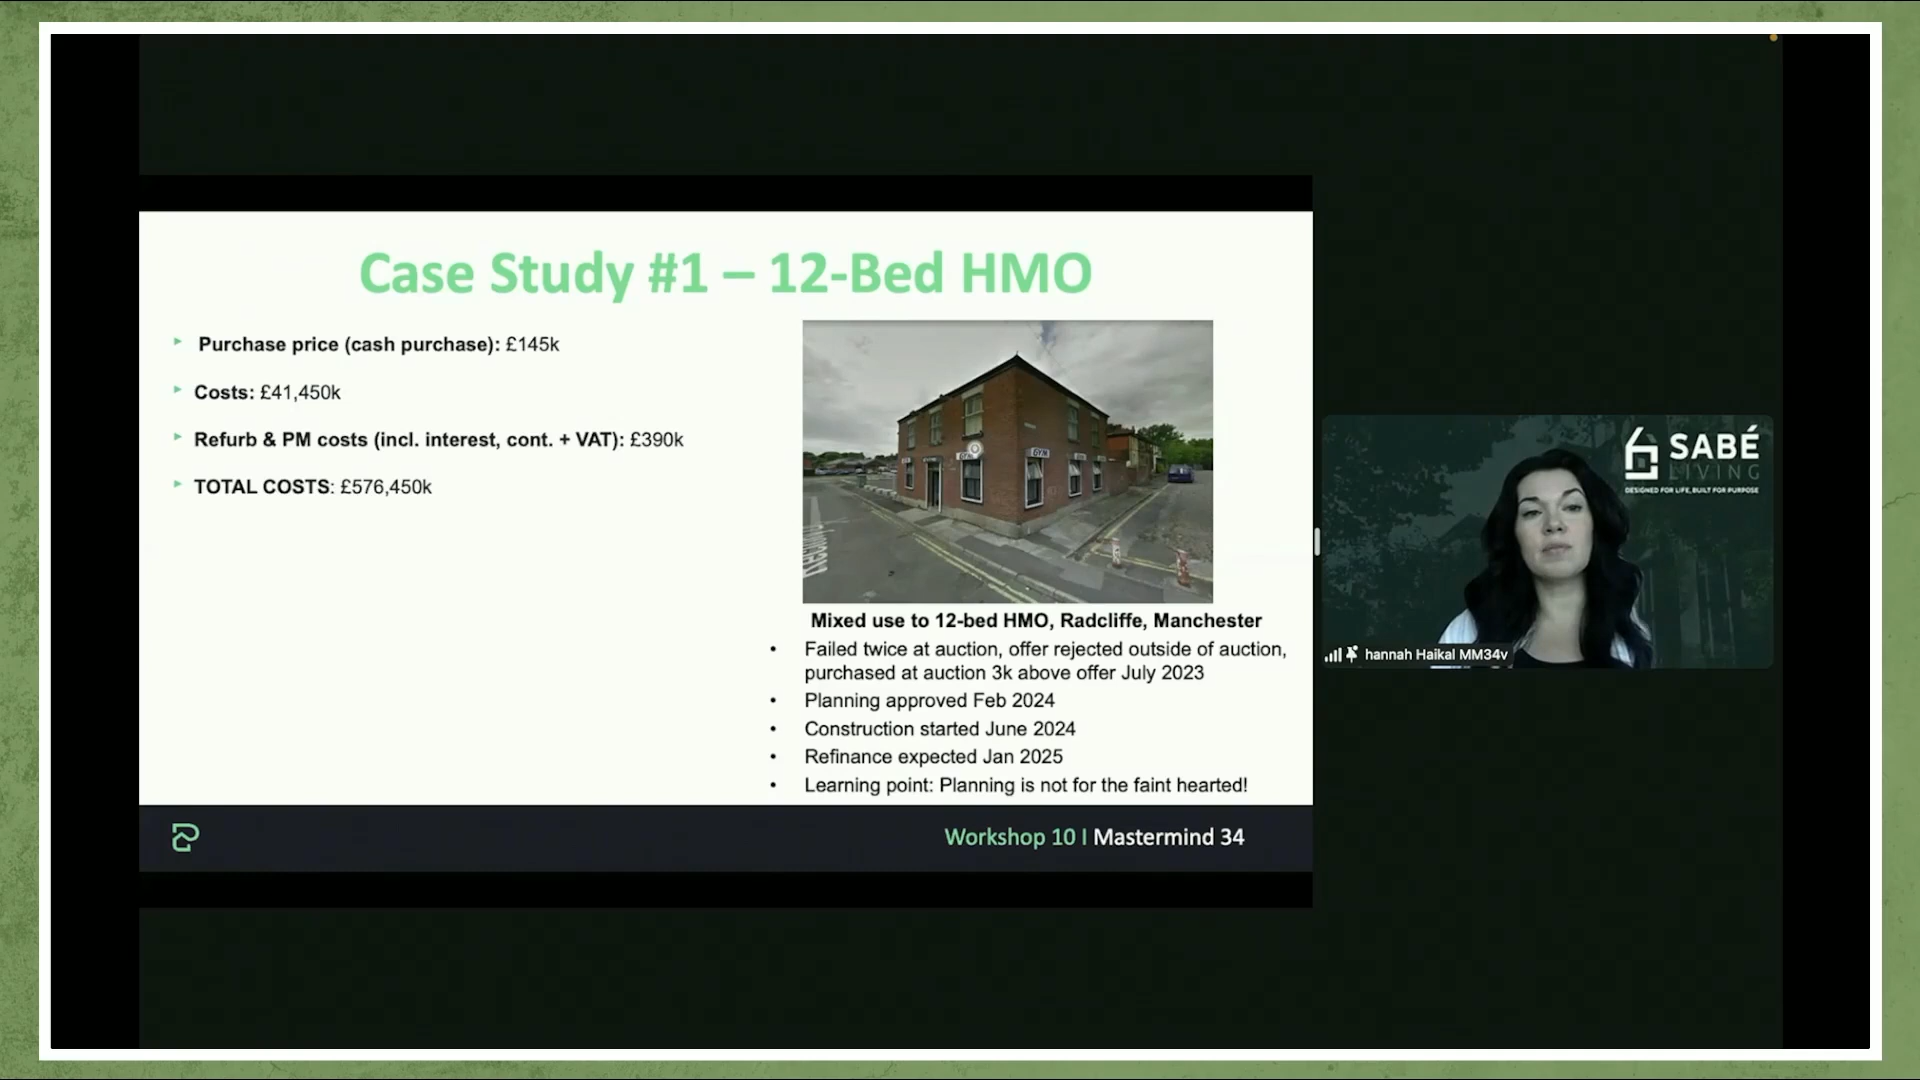 Case Study #1 – 12-Bed HMO
Purchase price (cash purchase): £145k
Costs: £41,450k
Refurb & PM costs (incl. interest, cont. + VAT): £390k
TOTAL COSTS: £576,450k
GYM
Mixed use to 12-bed HMO, Radcliffe, Manchester
• Failed twice at auction, offer rejected outside of auction,
purchased at auction 3k above offer July 2023
• Planning approved Feb 2024
• Construction started June 2024
• Refinance expected Jan 2025
• Learning point: Planning is not for the faint hearted!
Workshop 10 I Mastermind 34
SABÉ
LIVING
DESIGNED FOR LIFE, BUILT FOR PURPOSE
hannah Haikal MM34v